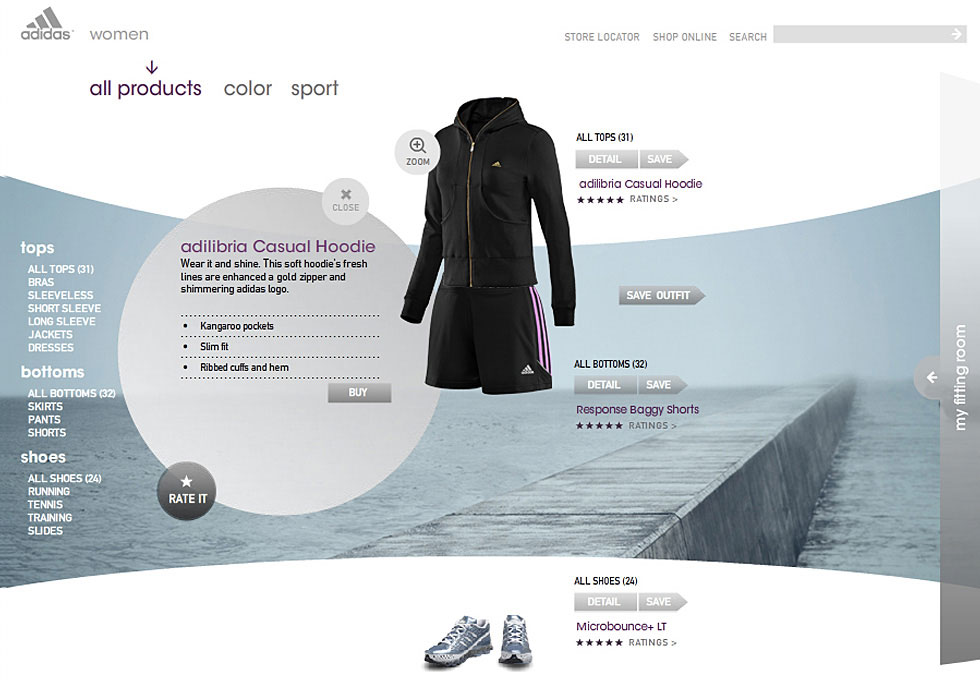 adidas women
STORE LOCATOR SHOP ONLINE SEARCH
all products color sport
ZOOM
ALL TOPS (31)
DETAIL SAVE
adilibria Casual Hoodie
★★★★★ RATINGS >
CLOSE
adilibria Casual Hoodie
Wear it and shine. This soft hoodie's fresh
lines are enhanced a gold zipper and
shimmering adidas logo.
• Kangaroo pockets
• Slim fit
• Ribbed cuffs and hem
BUY
RATE IT
tops
ALL TOPS (31)
BRAS
SLEEVELESS
SHORT SLEEVE
LONG SLEEVE
JACKETS
DRESSES
bottoms
ALL BOTTOMS (32)
SKIRTS
PANTS
SHORTS
shoes
ALL SHOES (24)
RUNNING
TENNIS
TRAINING
SLIDES
SAVE OUTFIT
ALL BOTTOMS (32)
DETAIL SAVE
Response Baggy Shorts
★★★★★ RATINGS >
my fitting room
ALL SHOES (24)
DETAIL SAVE
Microbounce+ LT
★★★★★ RATINGS >